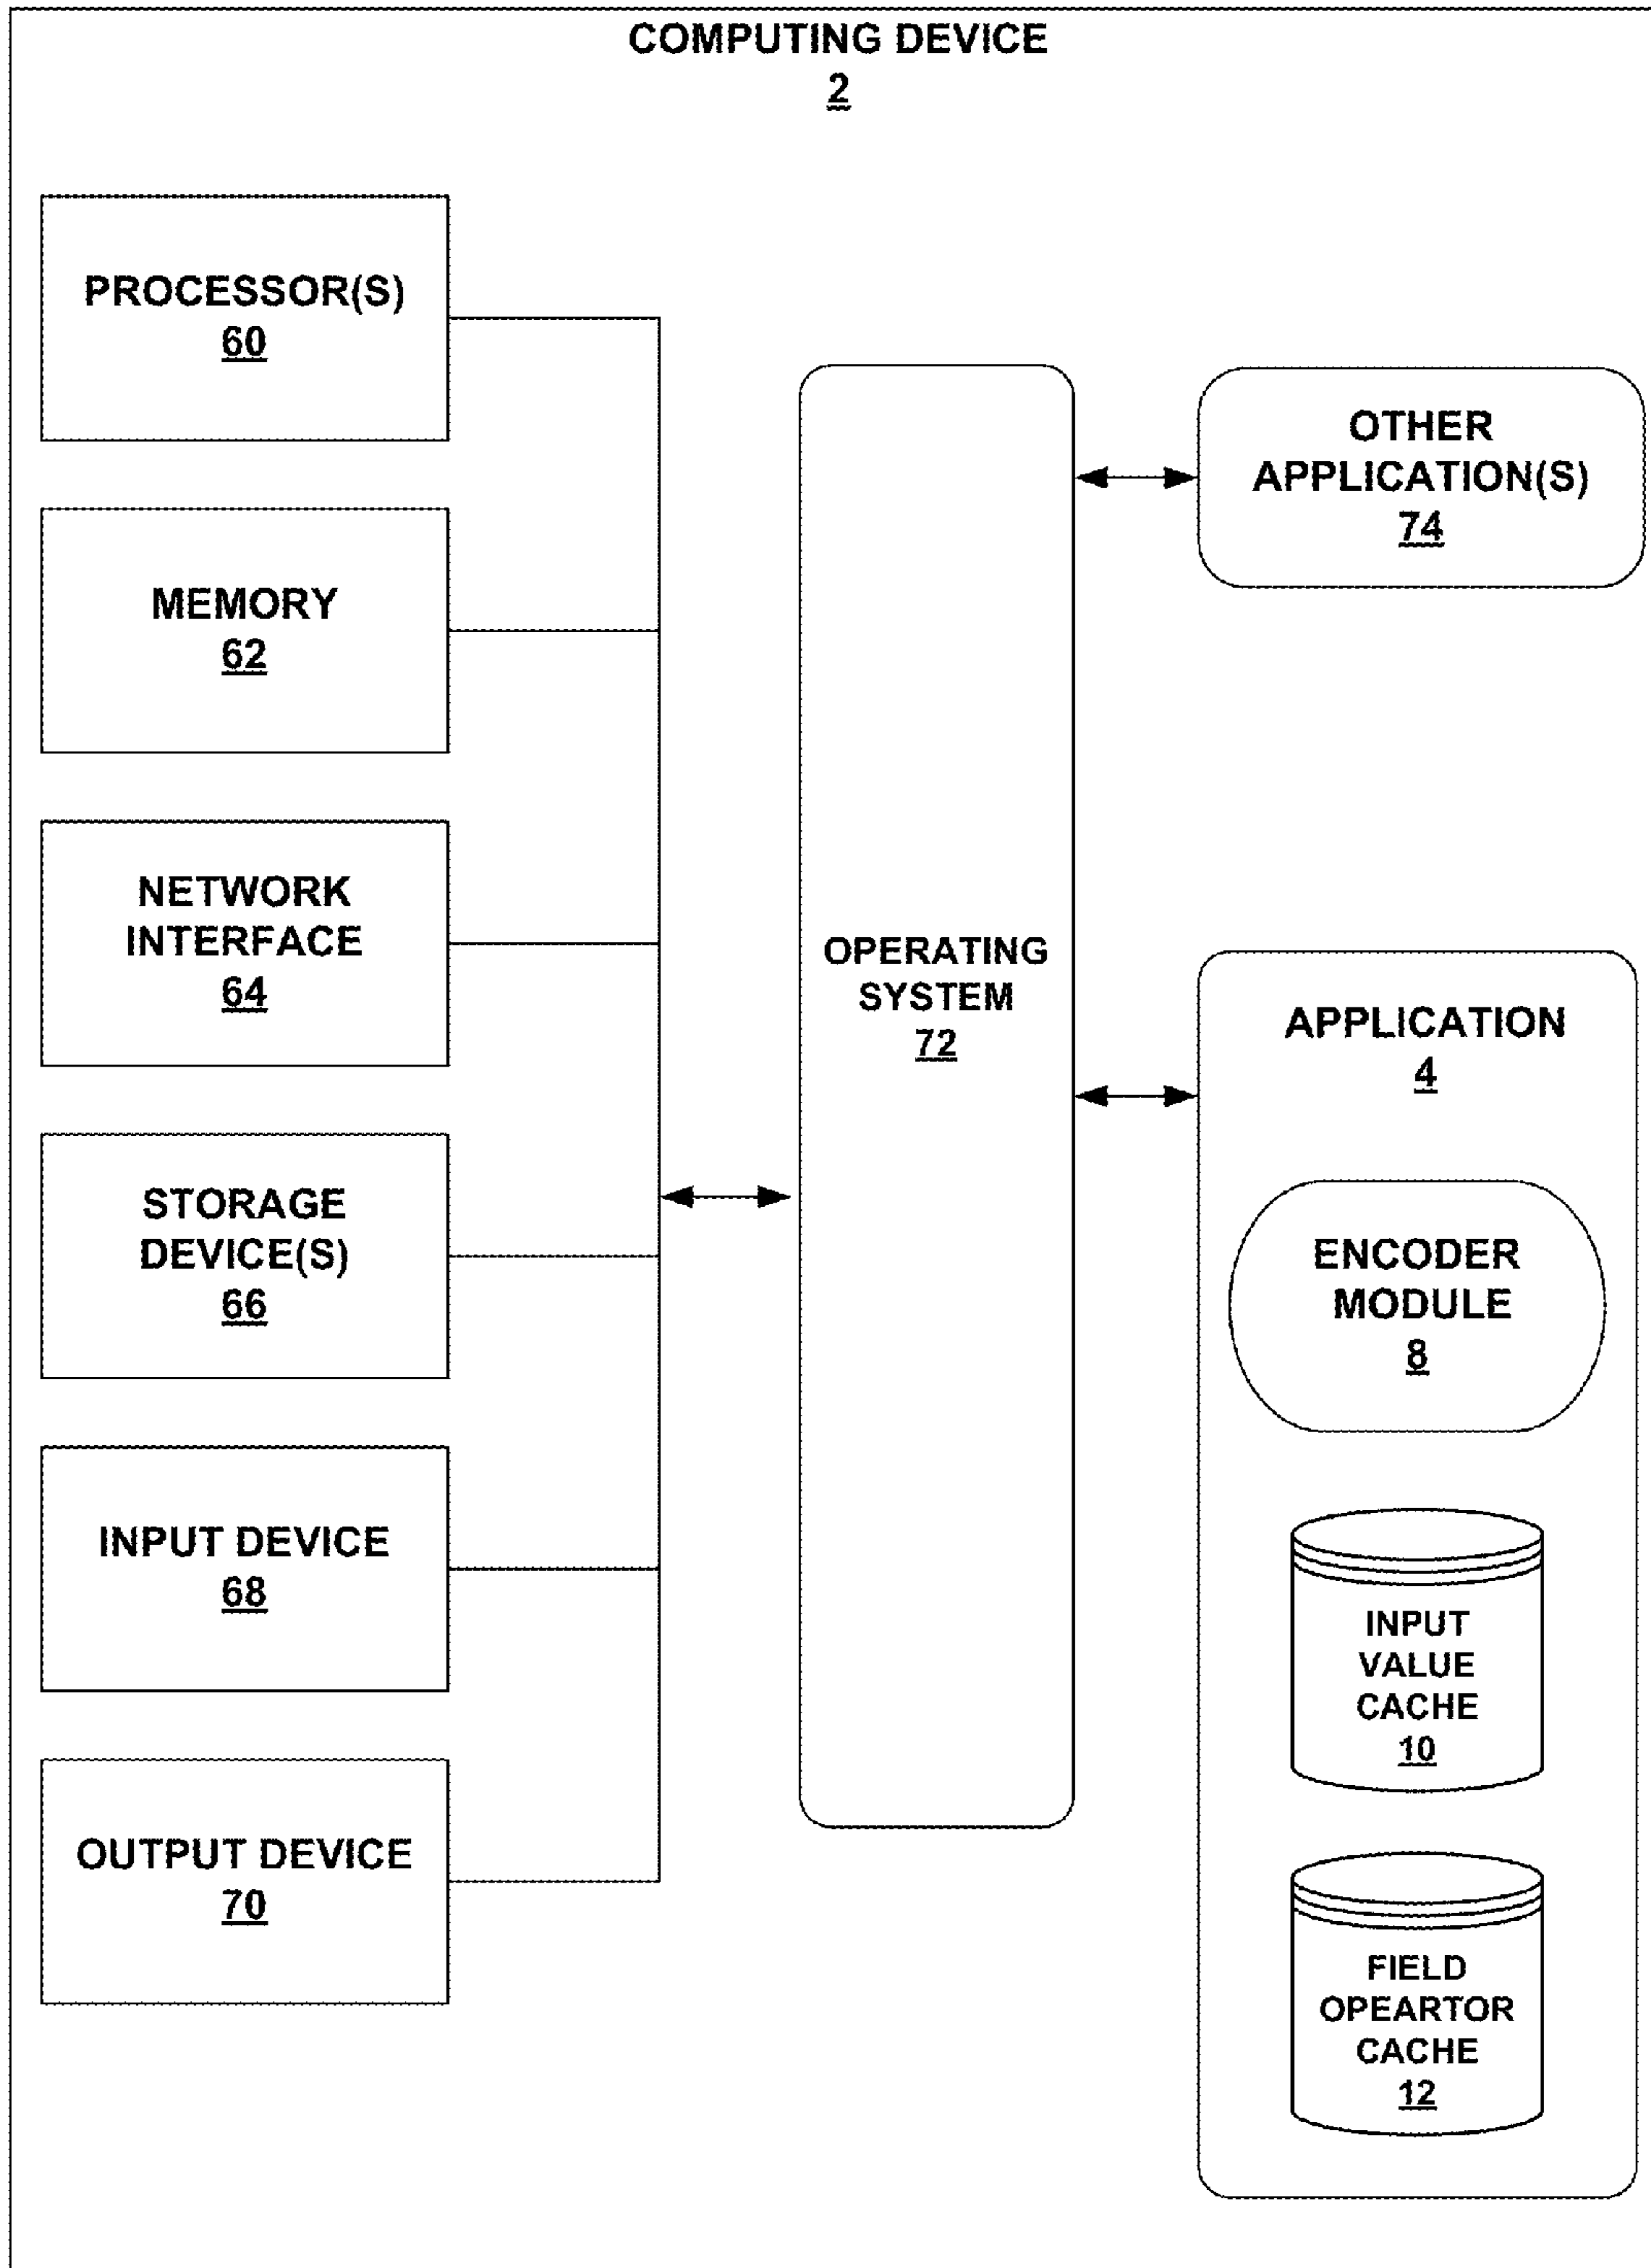 COMPUTING DEVICE
2
PROCESSOR(S)
60
MEMORY
62
NETWORK
INTERFACE
64
STORAGE
DEVICE(S)
66
INPUT DEVICE
68
OUTPUT DEVICE
70
OPERATING
SYSTEM
72
OTHER
APPLICATION(S)
74
APPLICATION
4
ENCODER
MODULE
8
INPUT
VALUE
CACHE
10
FIELD
OPEARTOR
CACHE
12